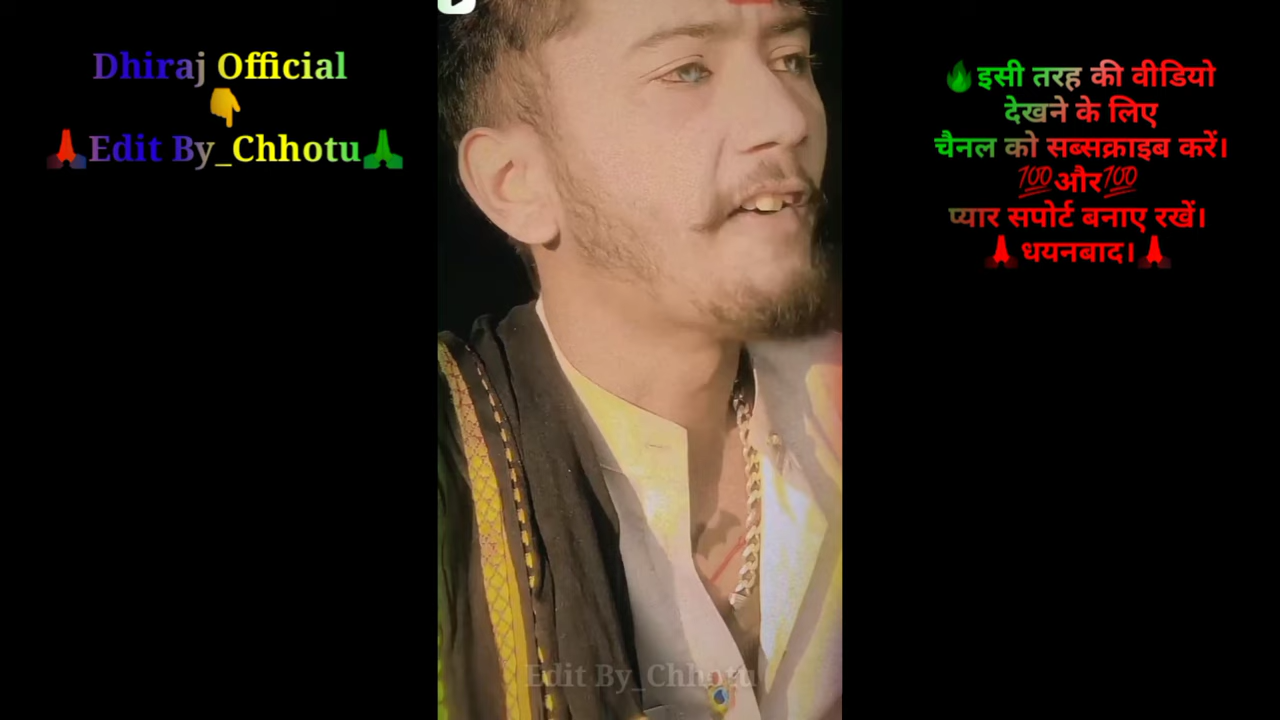 Dhiraj Official
👇
🙏Edit By_Chhotu🙏
🔥इसी तरह की वीडियो
देखने के लिए
चैनल को सब्सक्राइब करें।
💯और💯
प्यार सपोर्ट बनाए रखें।
🙏धयनबाद।🙏
Edit By_Chhotu